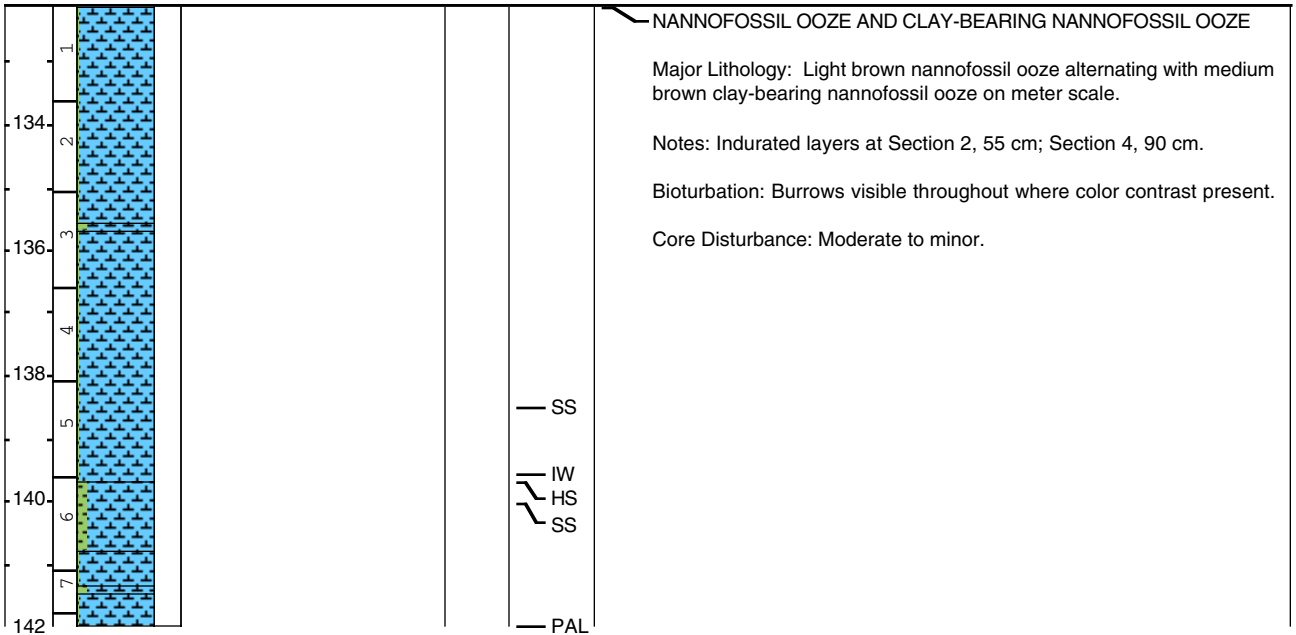 NANNOFOSSIL OOZE AND CLAY-BEARING NANNOFOSSIL OOZE
Major Lithology: Light brown nannofossil ooze alternating with medium
brown clay-bearing nannofossil ooze on meter scale.
Notes: Indurated layers at Section 2, 55 cm; Section 4, 90 cm.
Bioturbation: Burrows visible throughout where color contrast present.
Core Disturbance: Moderate to minor.
1
134
2
3
136
4
138
5
SS
IW
140
HS
6
SS
7
142
PAL